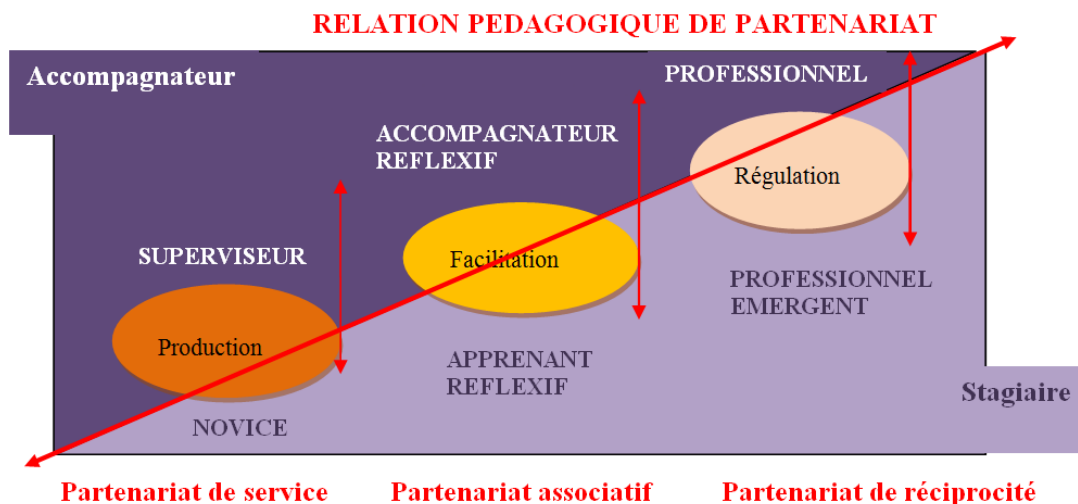 RELATION PEDAGOGIQUE DE PARTENARIAT
Accompagnateur
PROFESSIONNEL
ACCOMPAGNATEUR
REFLEXIF
Régulation
SUPERVISEUR
Facilitation
PROFESSIONNEL
EMERGENT
Production
APPRENANT
REFLEXIF
Stagiaire
NOVICE
Partenariat de service
Partenariat associatif
Partenariat de réciprocité